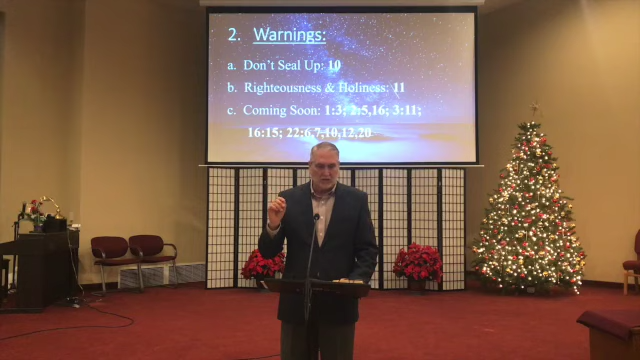 2. Warnings:
a. Don't Seal Up: 10
b. Righteousness & Holiness: 11
c. Coming Soon: 1:3; 2:5,16; 3:11;
16:15; 22:6,7,10,12,20